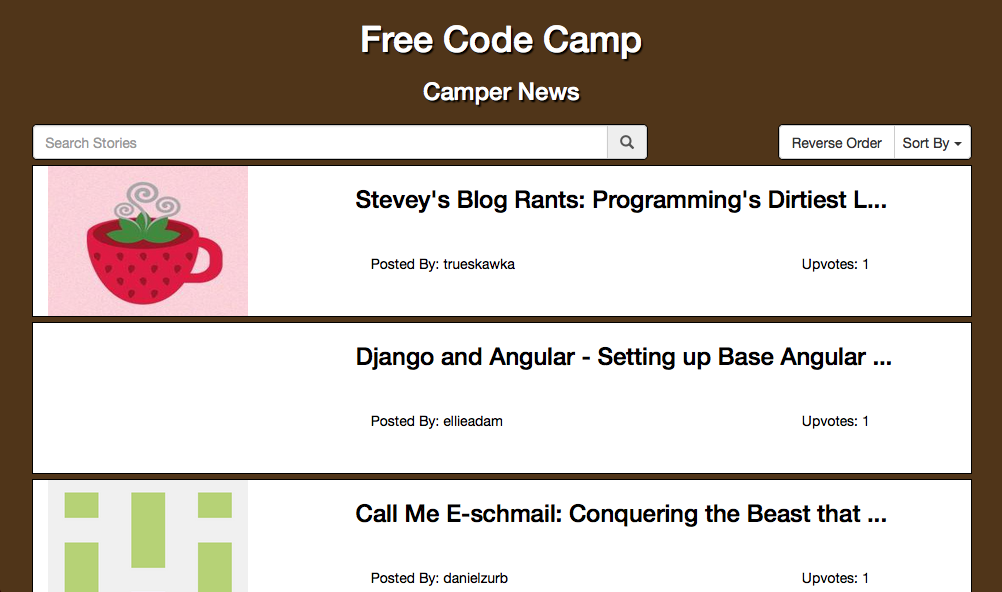 Free Code Camp
Camper News
Search Stories
Reverse Order
Sort By
Stevey's Blog Rants: Programming's Dirtiest L...
Posted By: trueskawka
Upvotes: 1
Django and Angular - Setting up Base Angular ...
Posted By: ellieadam
Upvotes: 1
Call Me E-schmail: Conquering the Beast that ...
Posted By: danielzurb
Upvotes: 1